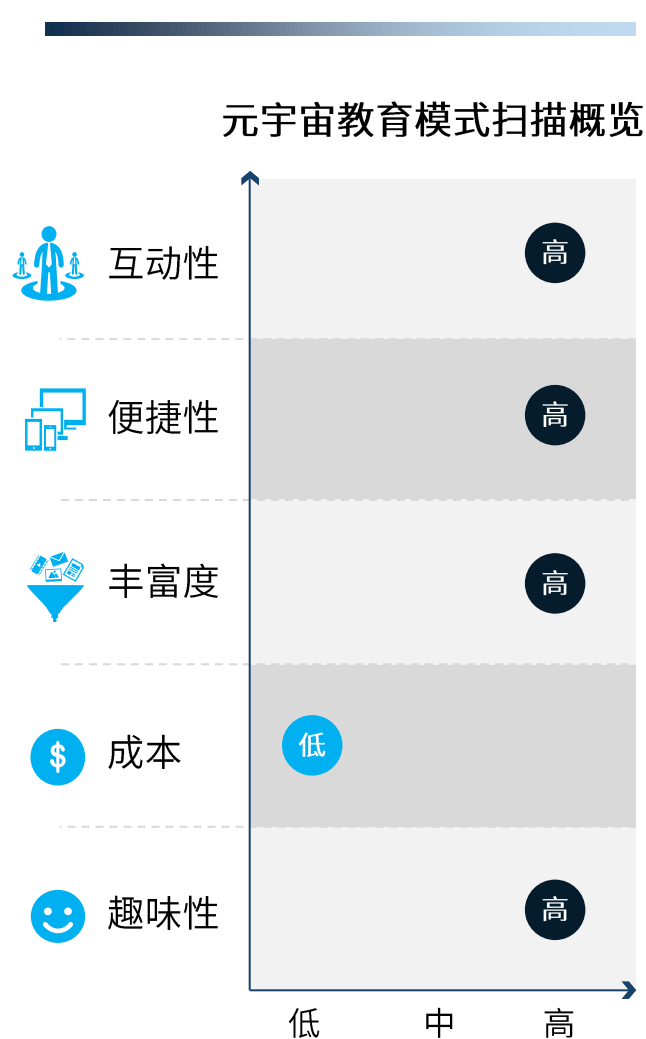 元宇宙教育模式扫描概览
互动性
高
便捷性
高
丰富度
高
$
成本
低
趣味性
高
低 中 高